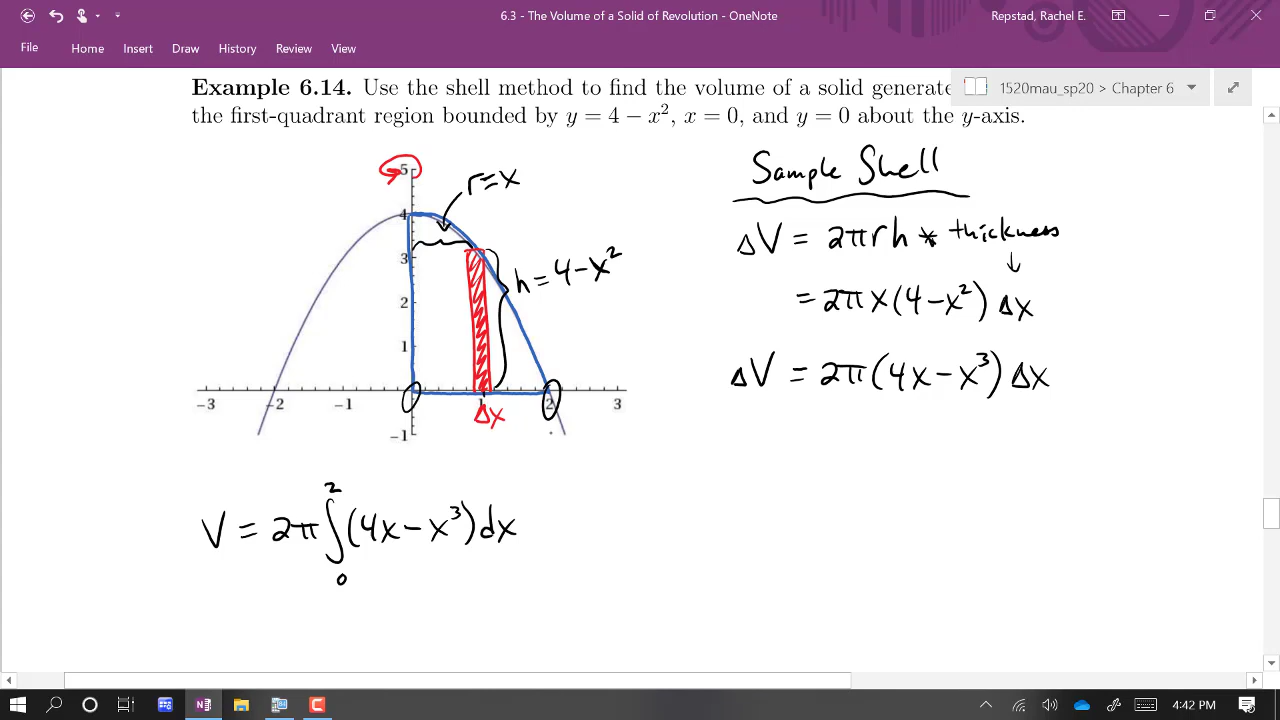 6.3 - The Volume of a Solid of Revolution - OneNote
Repstad, Rachel E.
File Home Insert Draw History Review View
1520mau_sp20 > Chapter 6
Example 6.14. Use the shell method to find the volume of a solid generate
the first-quadrant region bounded by y = 4 − x², x = 0, and y = 0 about the y-axis.
Sample Shell
ΔV = 2πrh * thickness
= 2πx(4−x²) Δx
ΔV = 2π(4x−x³) Δx
r=x
h=4−x²
5
4
3
2
1
-1
-3 -2 -1 0 1 2 3
Δx
V = 2π∫₀²(4x−x³)dx
4:42 PM